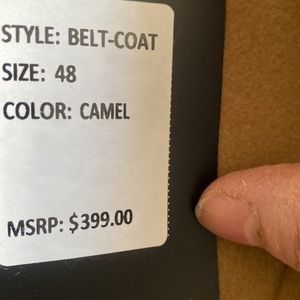 STYLE: BELT-COAT
SIZE: 48
COLOR: CAMEL
MSRP: $399.00